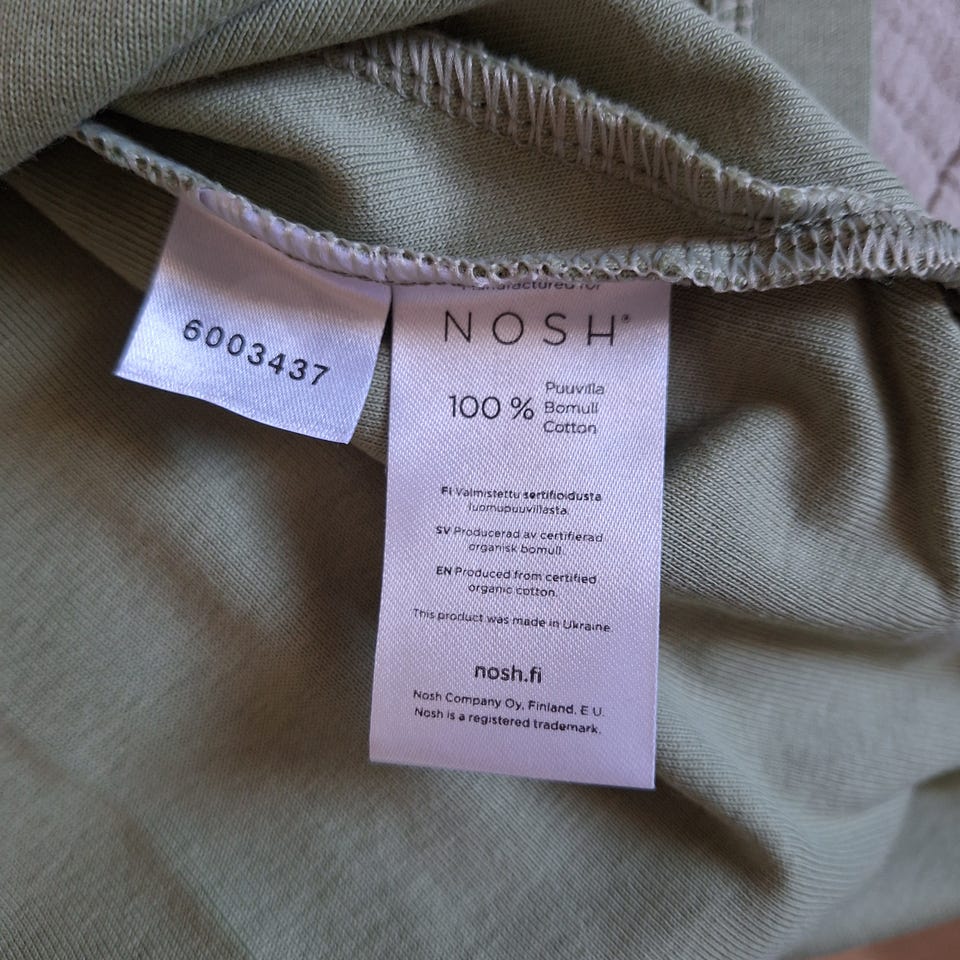 6003437
Manufactured for
NOSH®
100 % Puuvilla
Bomull
Cotton
FI Valmistettu sertifioidusta
luomupuuvillasta.
SV Producerad av certifierad
organisk bomull.
EN Produced from certified
organic cotton.
This product was made in Ukraine.
nosh.fi
Nosh Company Oy, Finland, E U.
Nosh is a registered trademark.